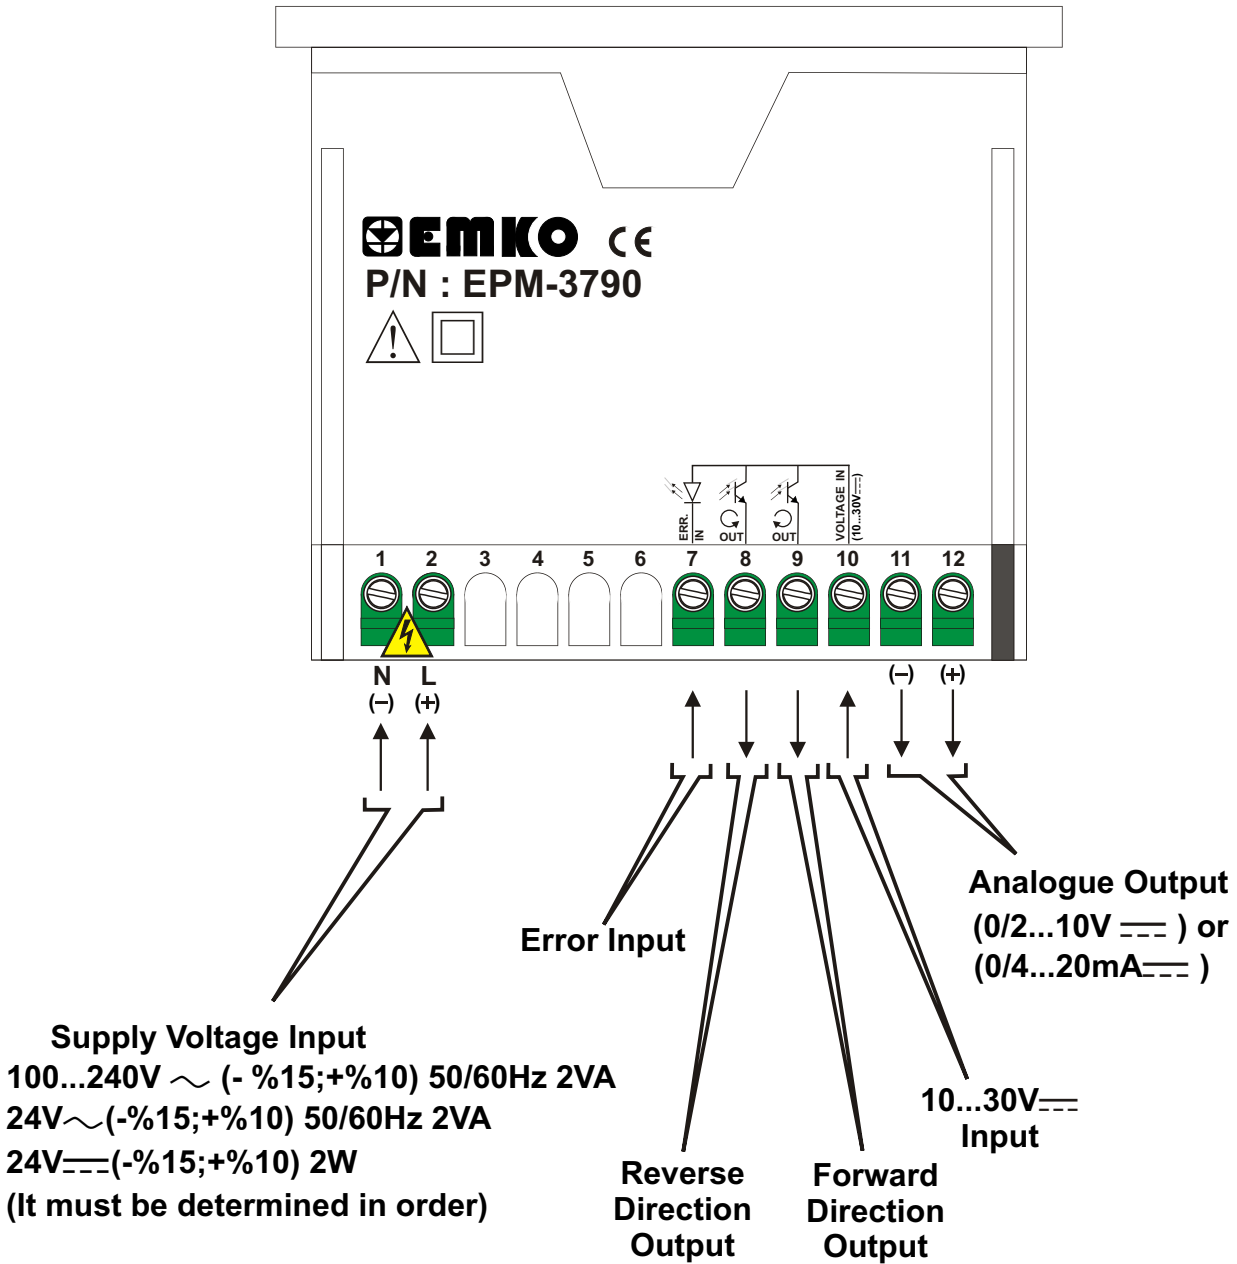 EMKO CE
P/N : EPM-3790
!
ERR.
IN
OUT
OUT
VOLTAGE IN
(10...30V⎓)
1 2 3 4 5 6 7 8 9 10 11 12
N L
(−) (+)
(−) (+)
Analogue Output
(0/2...10V ⎓ ) or
(0/4...20mA⎓ )
Error Input
Supply Voltage Input
100...240V ~ (- %15;+%10) 50/60Hz 2VA
24V~(-%15;+%10) 50/60Hz 2VA
24V⎓(-%15;+%10) 2W
(It must be determined in order)
10...30V⎓
Input
Reverse
Direction
Output
Forward
Direction
Output